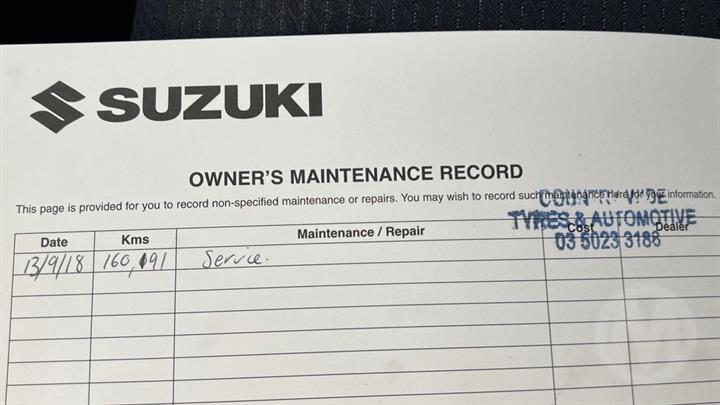 SUZUKI
OWNER'S MAINTENANCE RECORD
This page is provided for you to record non-specified maintenance or repairs. You may wish to record such maintenance here for your information.
TYRES & AUTOMOTIVE
03 5023 3188
Date Kms Maintenance / Repair Cost Dealer
13/9/18 160,191 Service.